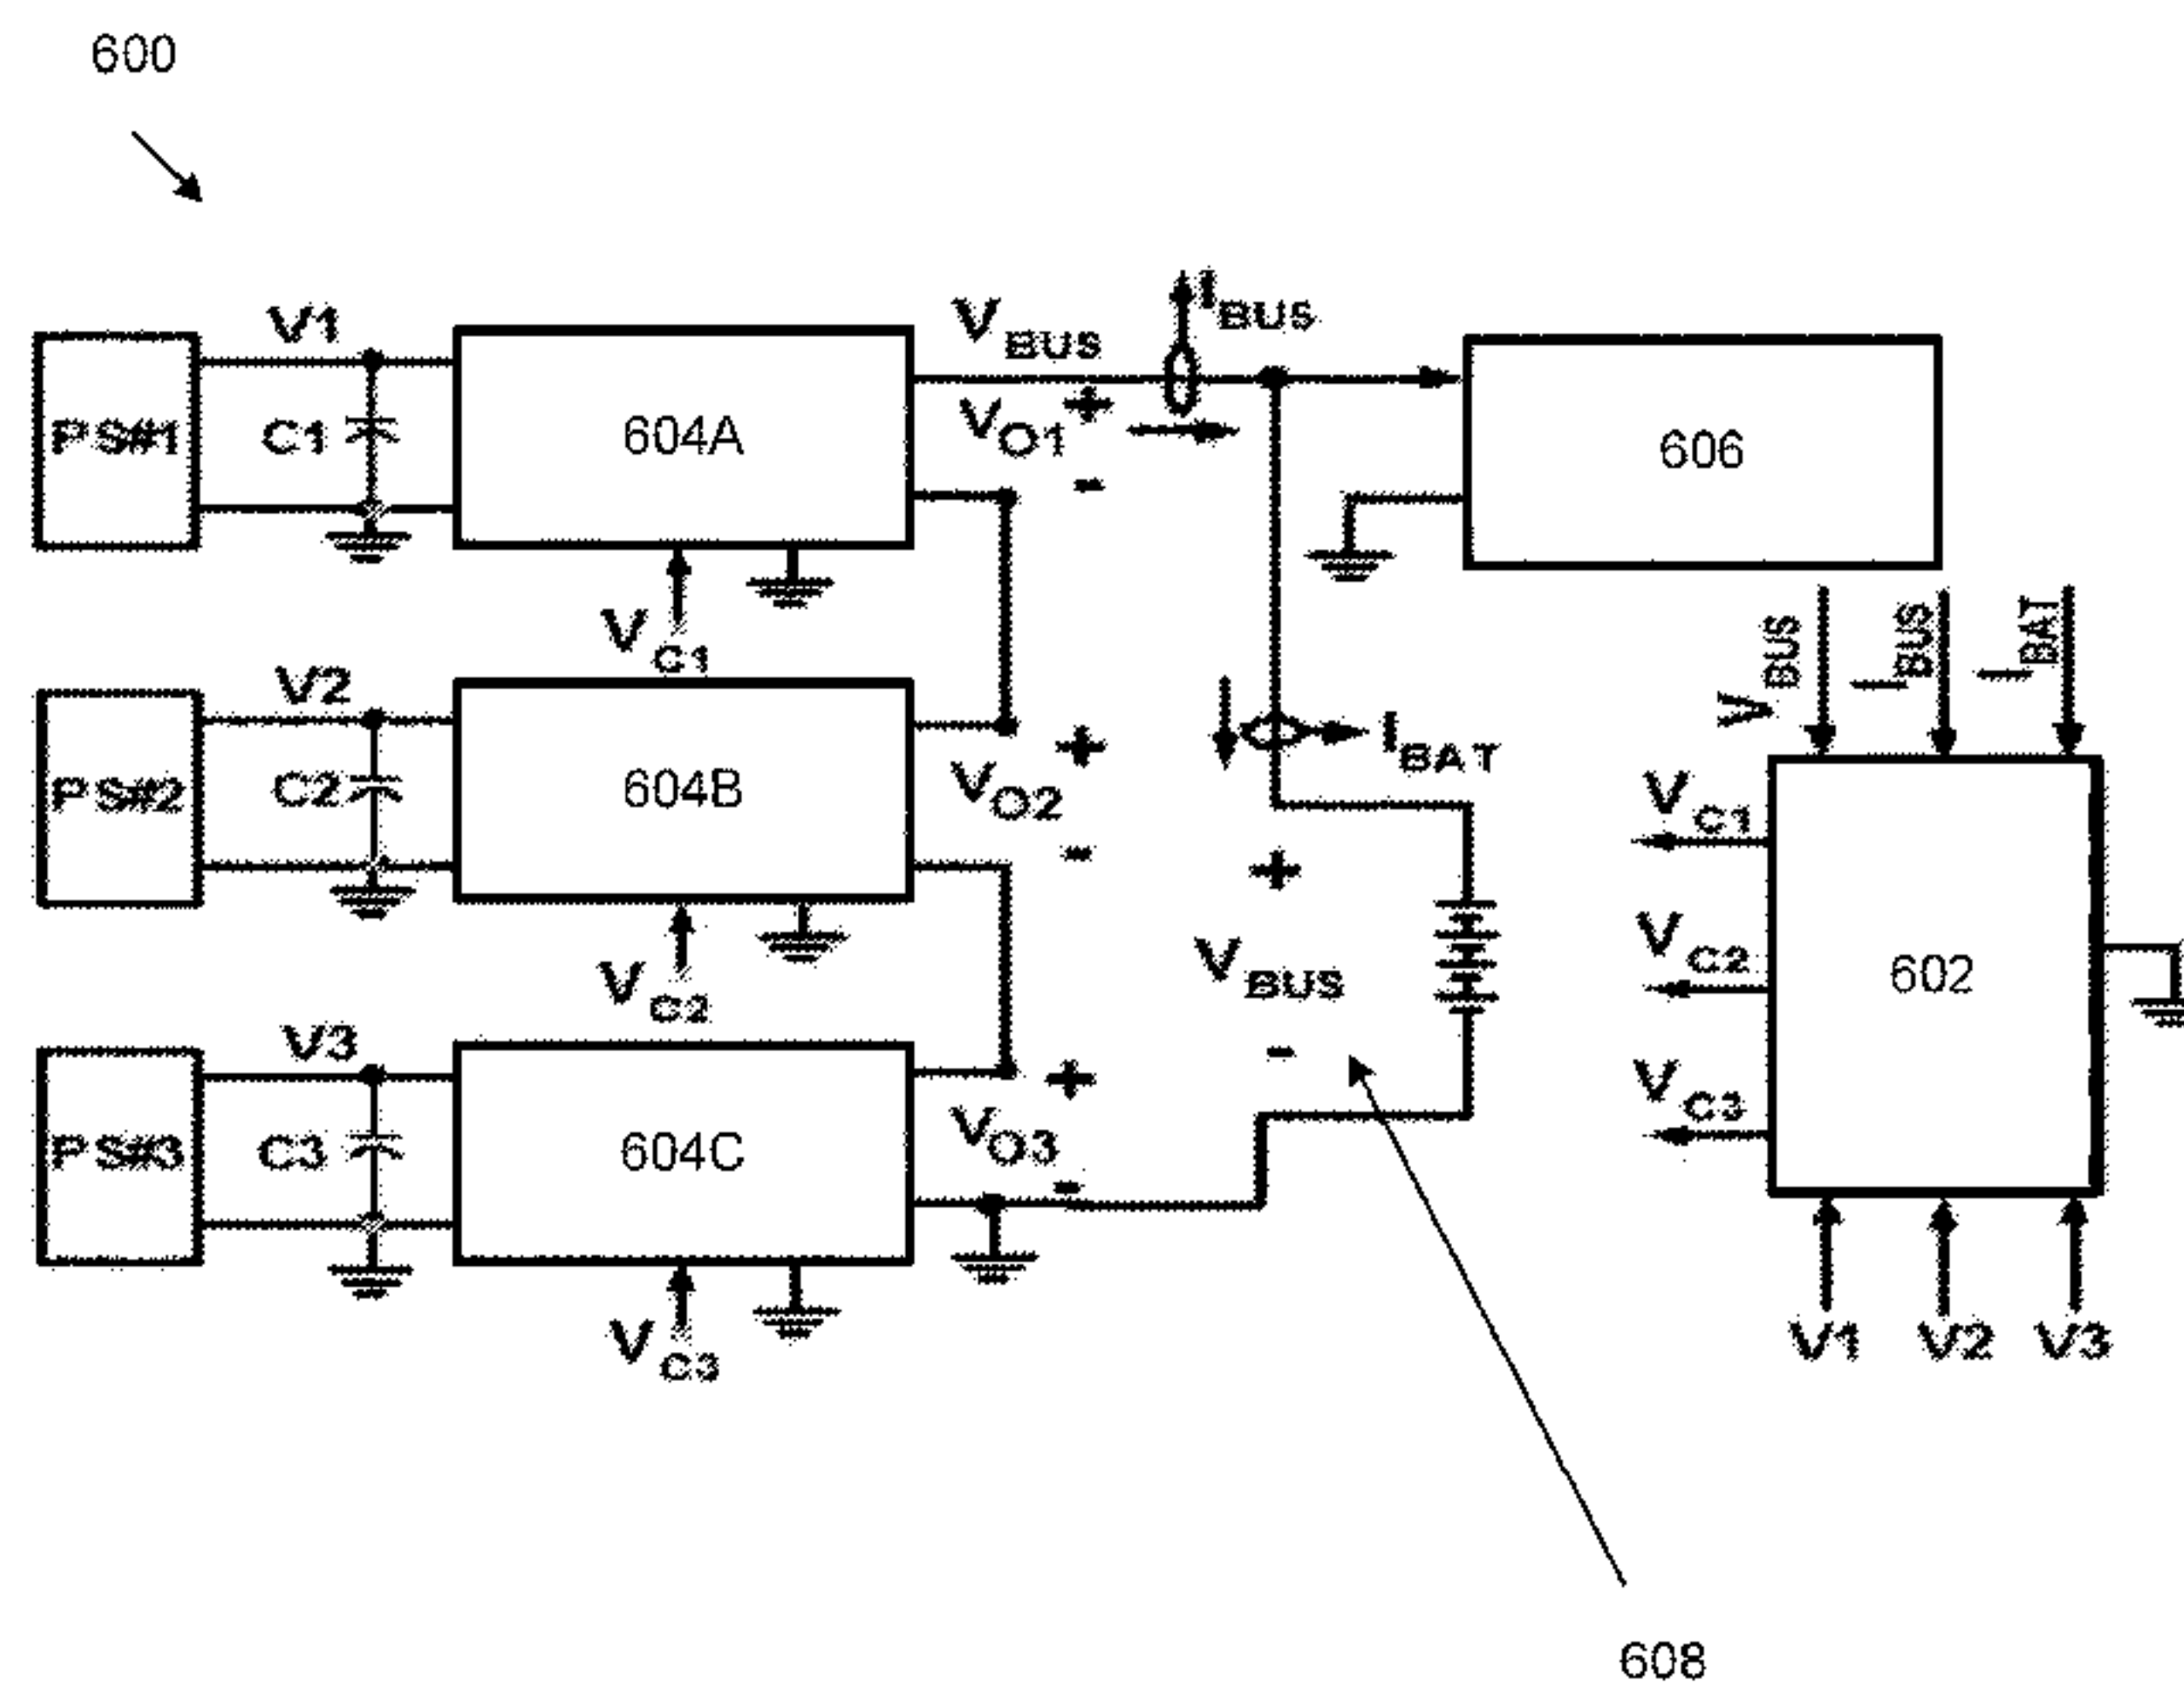 600
V1
PS#1
C1
604A
VBUS
VO1
+
-
IBUS
606
VC1
V2
PS#2
C2
604B
VO2
+
-
IBAT
VC2
V3
PS#3
C3
604C
VO3
+
-
VC3
+
VBUS
-
608
VBUS
IBUS
IBAT
VC1
VC2
VC3
602
V1 V2 V3